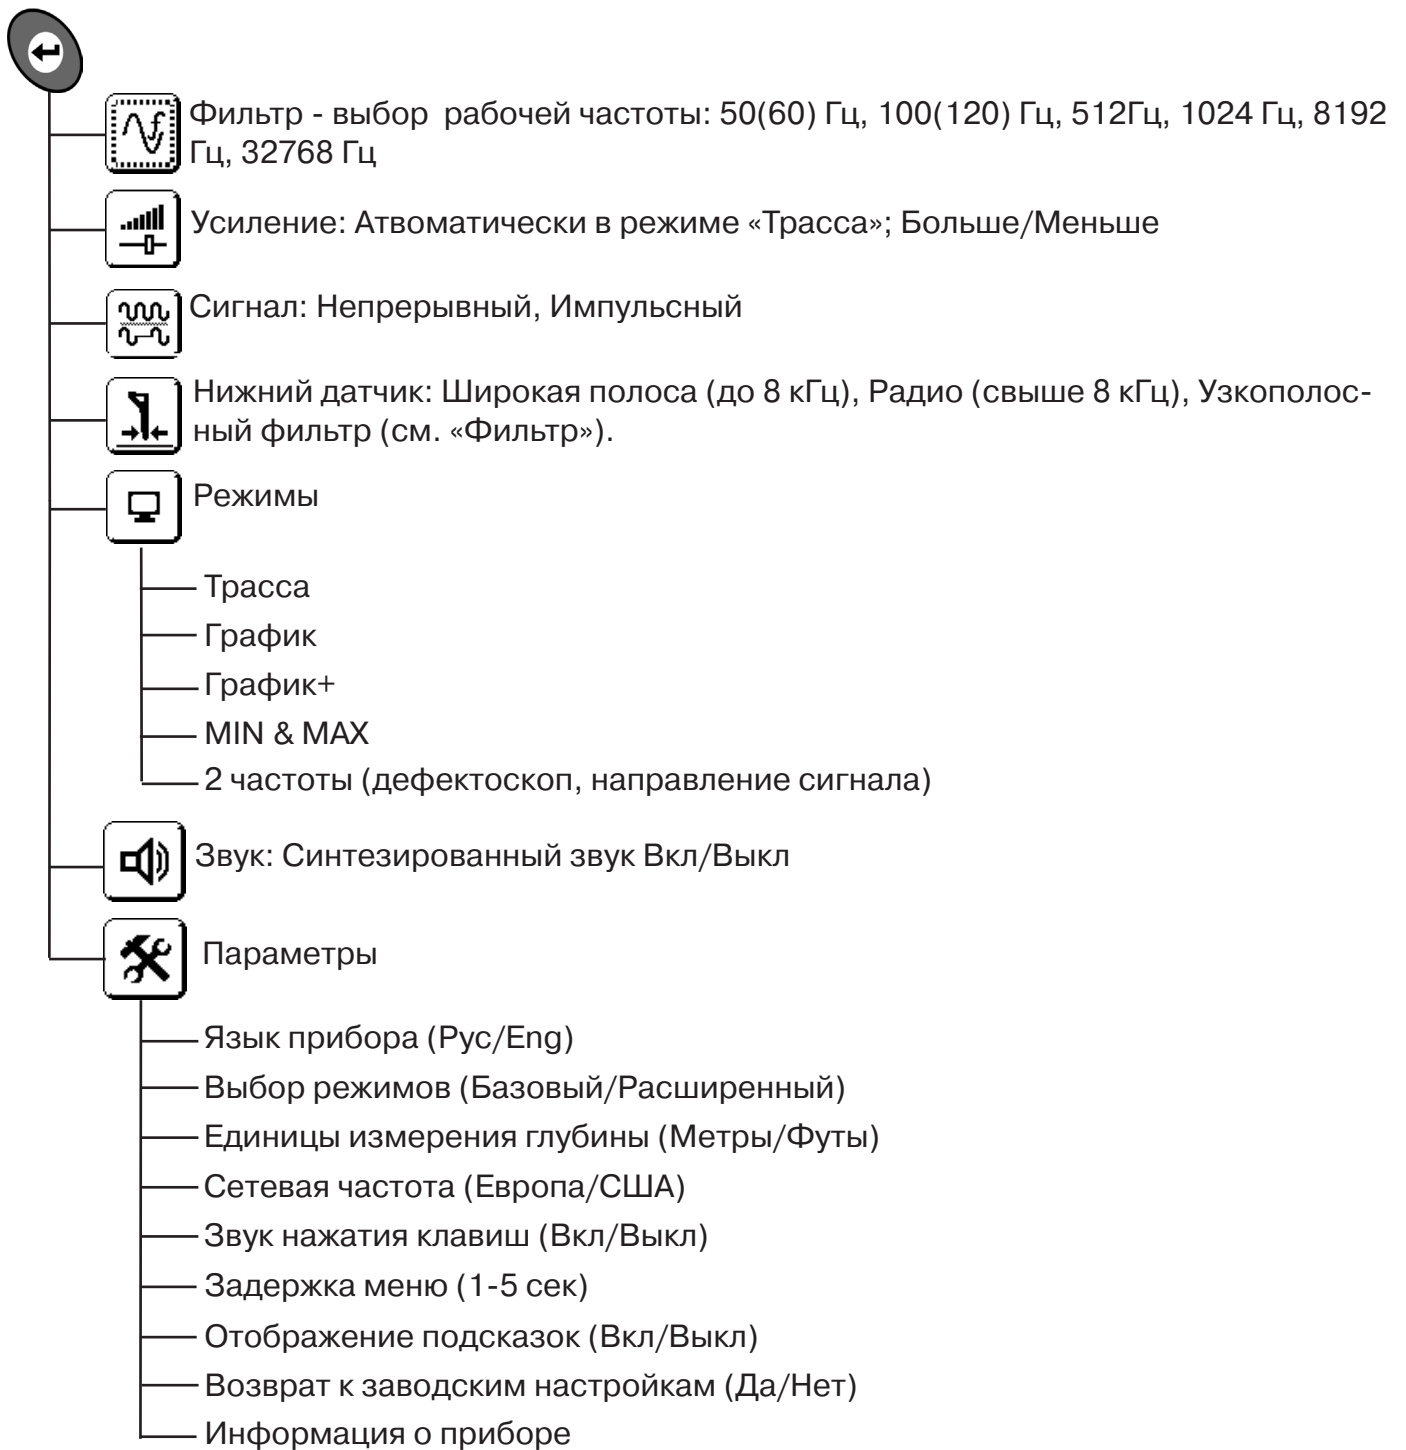 Фильтр - выбор рабочей частоты: 50(60) Гц, 100(120) Гц, 512Гц, 1024 Гц, 8192
Гц, 32768 Гц
Усиление: Атвоматически в режиме «Трасса»; Больше/Меньше
Сигнал: Непрерывный, Импульсный
Нижний датчик: Широкая полоса (до 8 кГц), Радио (свыше 8 кГц), Узкополос-
ный фильтр (см. «Фильтр»).
Режимы
Трасса
График
График+
MIN & MAX
2 частоты (дефектоскоп, направление сигнала)
Звук: Синтезированный звук Вкл/Выкл
Параметры
Язык прибора (Рус/Eng)
Выбор режимов (Базовый/Расширенный)
Единицы измерения глубины (Метры/Футы)
Сетевая частота (Европа/США)
Звук нажатия клавиш (Вкл/Выкл)
Задержка меню (1-5 сек)
Отображение подсказок (Вкл/Выкл)
Возврат к заводским настройкам (Да/Нет)
Информация о приборе